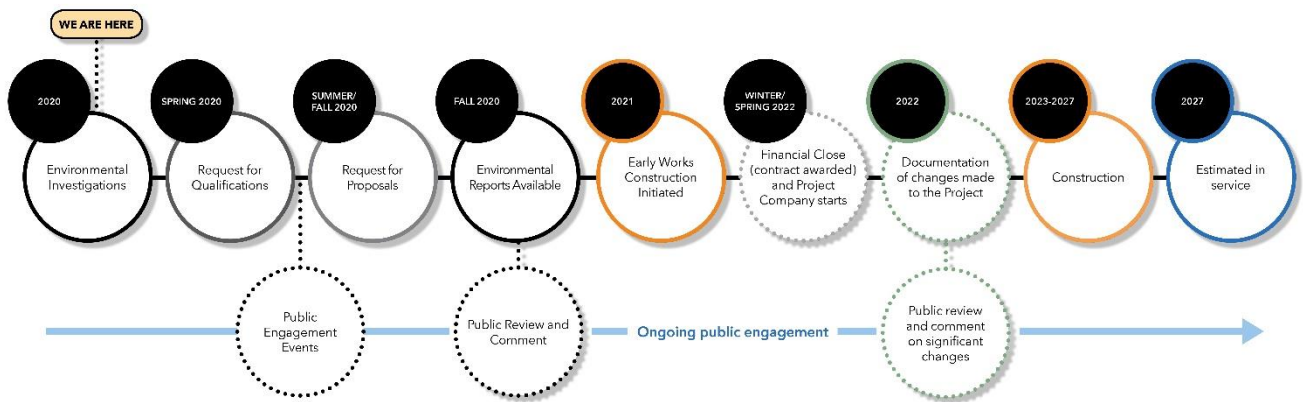 WE ARE HERE
2020
Environmental
Investigations
SPRING 2020
Request for
Qualifications
SUMMER/
FALL 2020
Request for
Proposals
FALL 2020
Environmental
Reports Available
2021
Early Works
Construction
Initiated
WINTER/
SPRING 2022
Financial Close
(contract awarded)
and Project
Company starts
2022
Documentation
of changes made
to the Project
2023-2027
Construction
2027
Estimated in
service
Public
Engagement
Events
Public Review and
Comment
Ongoing public engagement
Public review
and comment
on significant
changes